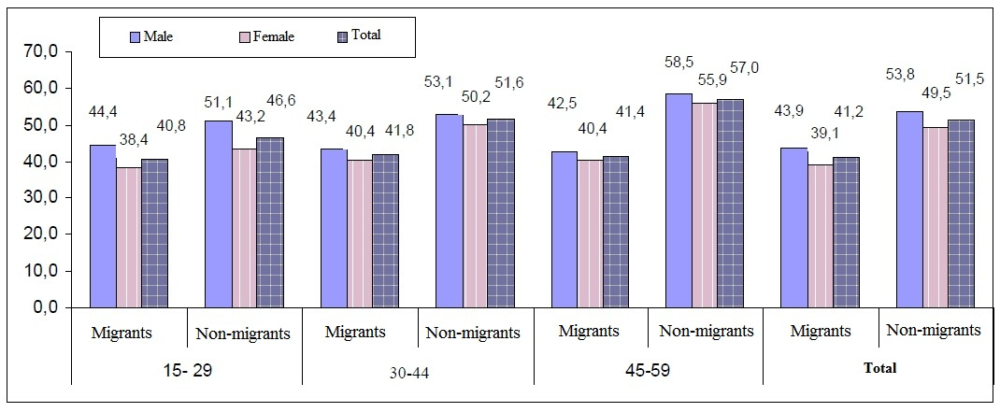 Male Female Total
70,0
60,0
50,0
40,0
30,0
20,0
10,0
0,0
44,4 38,4 40,8
51,1 43,2 46,6
43,4 40,4 41,8
53,1 50,2 51,6
42,5 40,4 41,4
58,5 55,9 57,0
43,9 39,1 41,2
53,8 49,5 51,5
Migrants Non-migrants Migrants Non-migrants Migrants Non-migrants Migrants Non-migrants
15- 29 30-44 45-59 Total